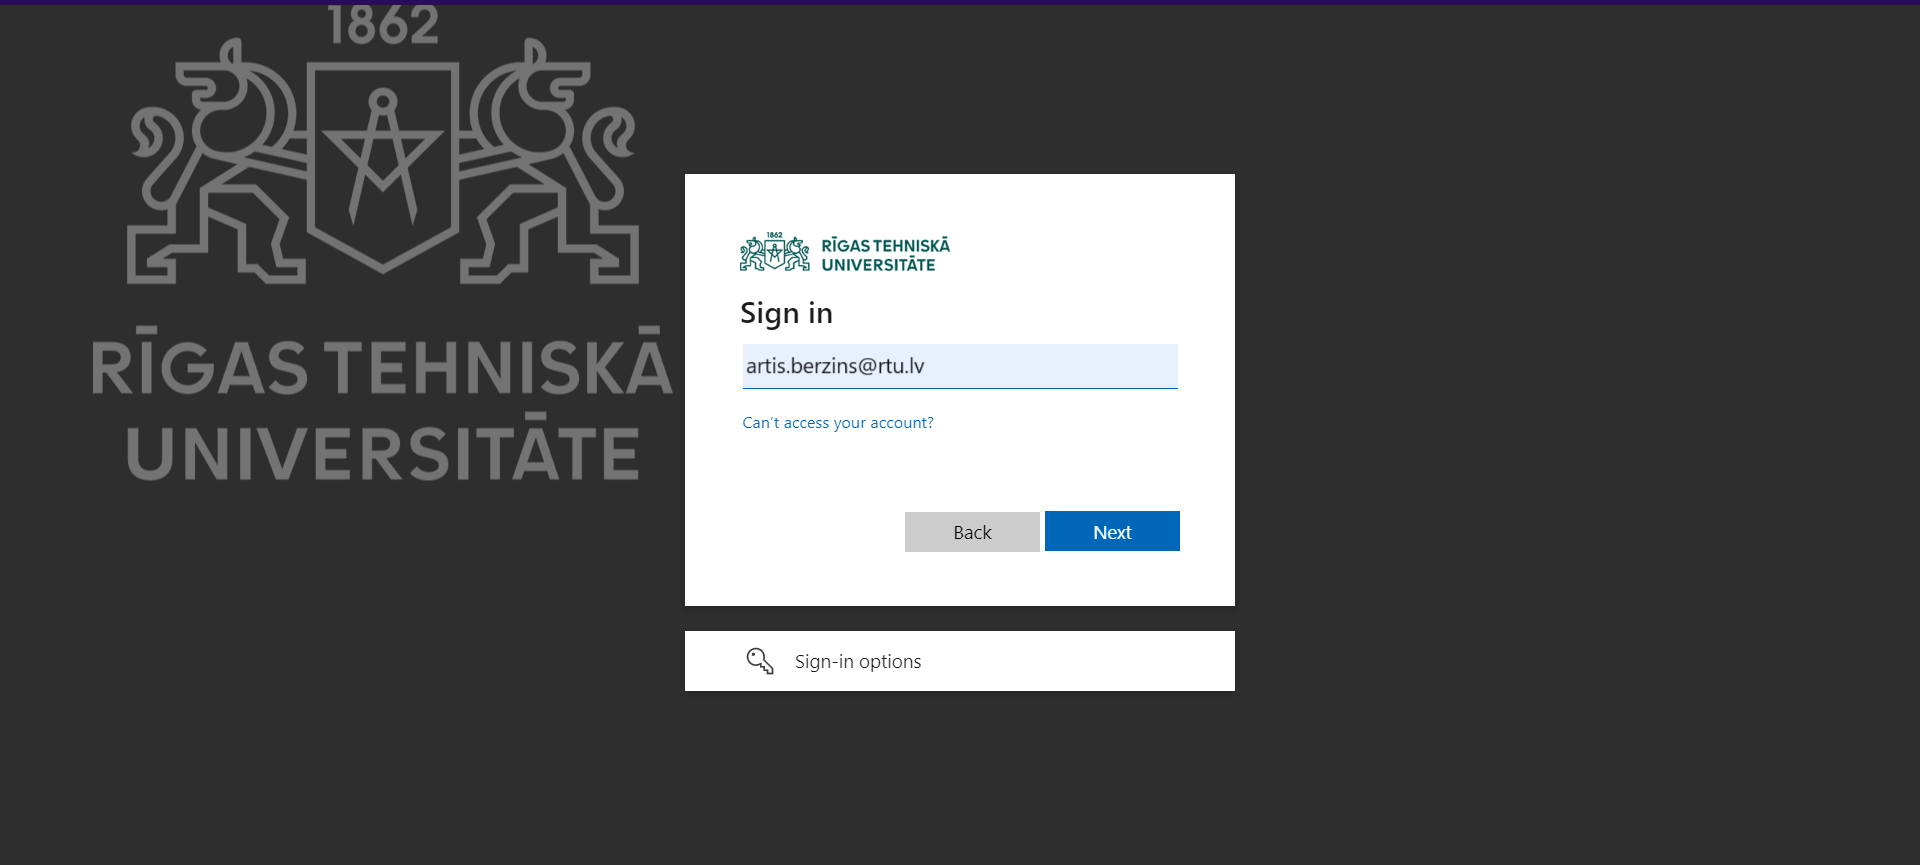 1862
RĪGAS TEHNISKĀ
UNIVERSITĀTE
1862
RĪGAS TEHNISKĀ
UNIVERSITĀTE
Sign in
artis.berzins@rtu.lv
Can't access your account?
Back
Next
Sign-in options